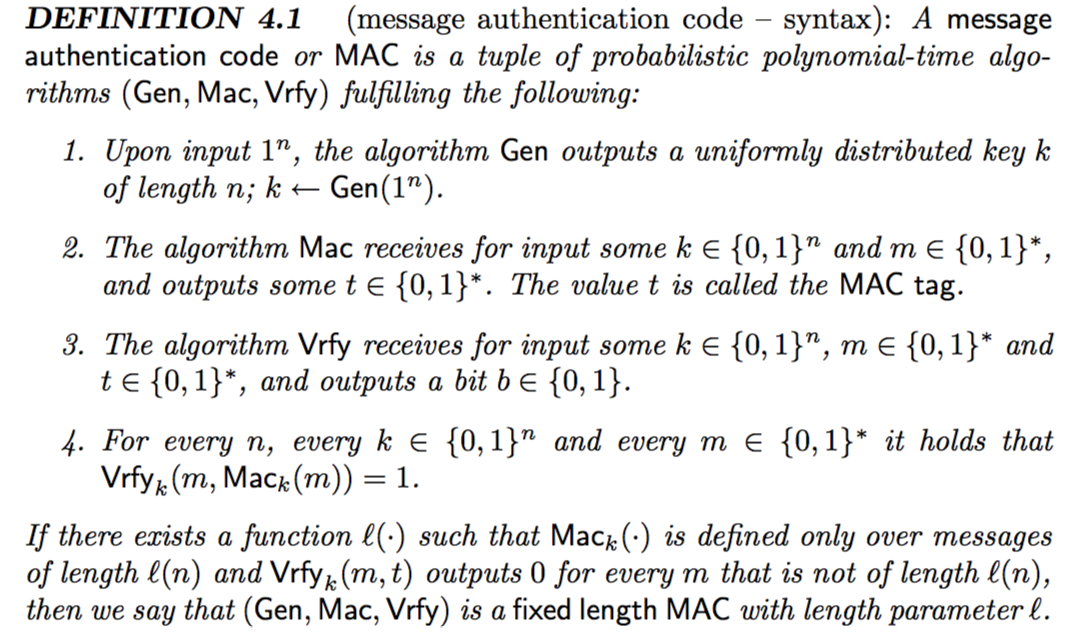 DEFINITION 4.1 (message authentication code – syntax): A message
authentication code or MAC is a tuple of probabilistic polynomial-time algo-
rithms (Gen, Mac, Vrfy) fulfilling the following:
1. Upon input 1ⁿ, the algorithm Gen outputs a uniformly distributed key k
of length n; k ← Gen(1ⁿ).
2. The algorithm Mac receives for input some k ∈ {0, 1}ⁿ and m ∈ {0, 1}*,
and outputs some t ∈ {0, 1}*. The value t is called the MAC tag.
3. The algorithm Vrfy receives for input some k ∈ {0, 1}ⁿ, m ∈ {0, 1}* and
t ∈ {0, 1}*, and outputs a bit b ∈ {0, 1}.
4. For every n, every k ∈ {0, 1}ⁿ and every m ∈ {0, 1}* it holds that
Vrfyₖ(m, Macₖ(m)) = 1.
If there exists a function ℓ(·) such that Macₖ(·) is defined only over messages
of length ℓ(n) and Vrfyₖ(m, t) outputs 0 for every m that is not of length ℓ(n),
then we say that (Gen, Mac, Vrfy) is a fixed length MAC with length parameter ℓ.